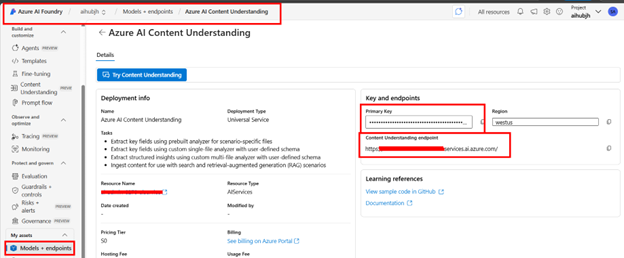 Azure AI Foundry / aihubjh / Models + endpoints / Azure AI Content Understanding
All resources
Project
aihubjh
Build and customize
Agents PREVIEW
Templates
Fine-tuning
Content Understanding PREVIEW
Prompt flow
Observe and optimize
Tracing PREVIEW
Monitoring
Protect and govern
Evaluation
Guardrails + controls
Risks + alerts PREVIEW
Governance PREVIEW
My assets
Models + endpoints
Azure AI Content Understanding
Details
Try Content Understanding
Deployment info
Name
Azure AI Content Understanding
Deployment Type
Universal Service
Tasks
Extract key fields using prebuilt analyzer for scenario-specific files
Extract key fields using custom single-file analyzer with user-defined schema
Extract structured insights using custom multi-file analyzer with user-defined schema
Ingest content for use with search and retrieval-augmented generation (RAG) scenarios
Resource Name
Resource Type
AIServices
Date created
-
Modified by
-
Pricing Tier
S0
Billing
See billing on Azure Portal
Hosting Fee
Usage Fee
Key and endpoints
Primary Key
Region
westus
Content Understanding endpoint
https: services.ai.azure.com/
Learning references
View sample code in GitHub
Documentation